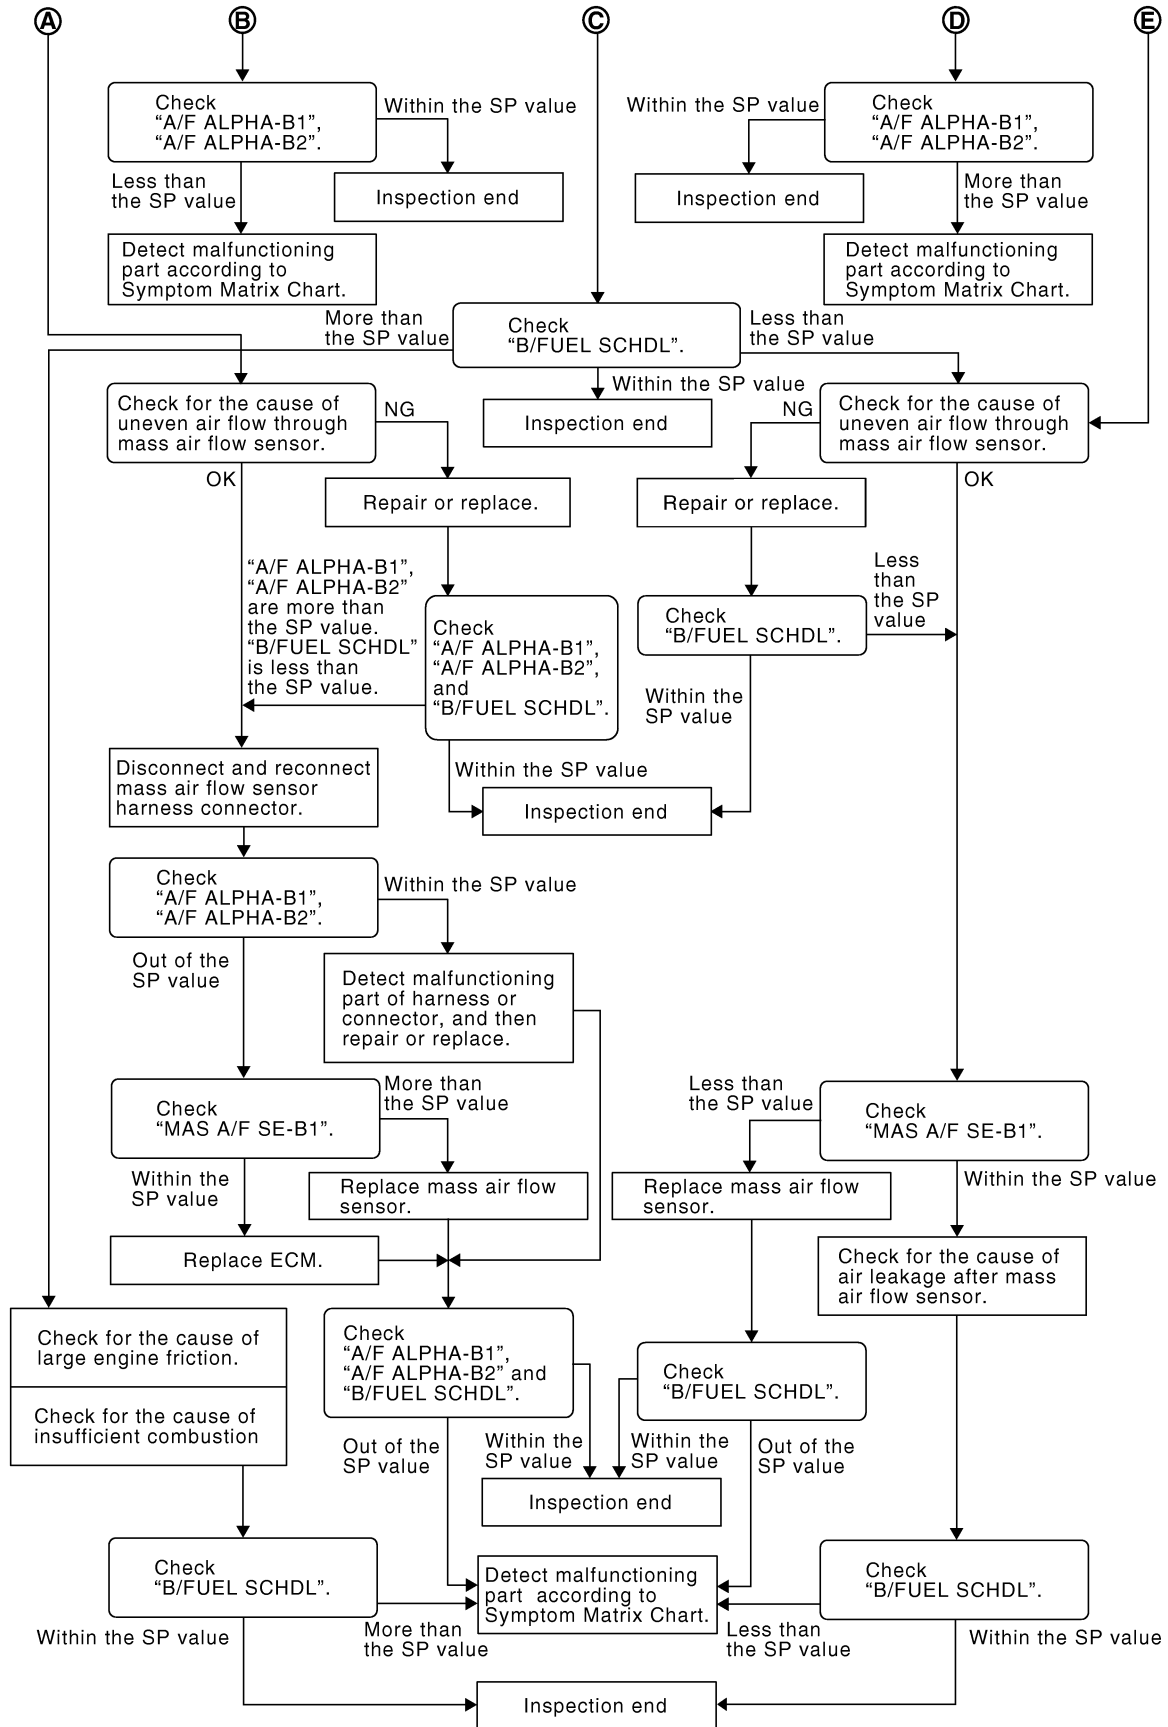 A
B
C
D
E
Check
“A/F ALPHA-B1”,
“A/F ALPHA-B2”.
Within the SP value
Less than
the SP value
Inspection end
Detect malfunctioning
part according to
Symptom Matrix Chart.
Within the SP value
Check
“A/F ALPHA-B1”,
“A/F ALPHA-B2”.
Inspection end
More than
the SP value
Detect malfunctioning
part according to
Symptom Matrix Chart.
More than
the SP value
Check
“B/FUEL SCHDL”.
Less than
the SP value
Within the SP value
Inspection end
Check for the cause of
uneven air flow through
mass air flow sensor.
NG
OK
Repair or replace.
NG
Check for the cause of
uneven air flow through
mass air flow sensor.
OK
Repair or replace.
“A/F ALPHA-B1”,
“A/F ALPHA-B2”
are more than
the SP value.
“B/FUEL SCHDL”
is less than
the SP value.
Check
“A/F ALPHA-B1”,
“A/F ALPHA-B2”,
and
“B/FUEL SCHDL”.
Check
“B/FUEL SCHDL”.
Less
than
the SP
value
Within the
SP value
Within the SP value
Inspection end
Disconnect and reconnect
mass air flow sensor
harness connector.
Check
“A/F ALPHA-B1”,
“A/F ALPHA-B2”.
Within the SP value
Out of the
SP value
Detect malfunctioning
part of harness or
connector, and then
repair or replace.
Check
“MAS A/F SE-B1”.
More than
the SP value
Within the
SP value
Replace mass air flow
sensor.
Replace ECM.
Less than
the SP value
Check
“MAS A/F SE-B1”.
Replace mass air flow
sensor.
Within the SP value
Check for the cause of
air leakage after mass
air flow sensor.
Check for the cause of
large engine friction.
Check for the cause of
insufficient combustion
Check
“A/F ALPHA-B1”,
“A/F ALPHA-B2” and
“B/FUEL SCHDL”.
Check
“B/FUEL SCHDL”.
Out of the
SP value
Within the
SP value
Within the
SP value
Out of the
SP value
Inspection end
Check
“B/FUEL SCHDL”.
Detect malfunctioning
part  according to
Symptom Matrix Chart.
Check
“B/FUEL SCHDL”.
Within the SP value
More than
the SP value
Less than
the SP value
Within the SP value
Inspection end